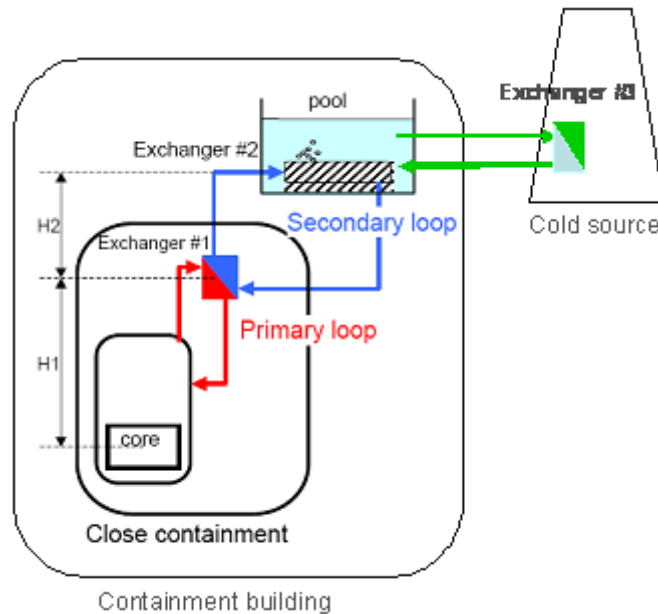 pool
Exchanger #3
Exchanger #2
H2
Secondary loop
Cold source
Exchanger #1
Primary loop
H1
core
Close containment
Containment building